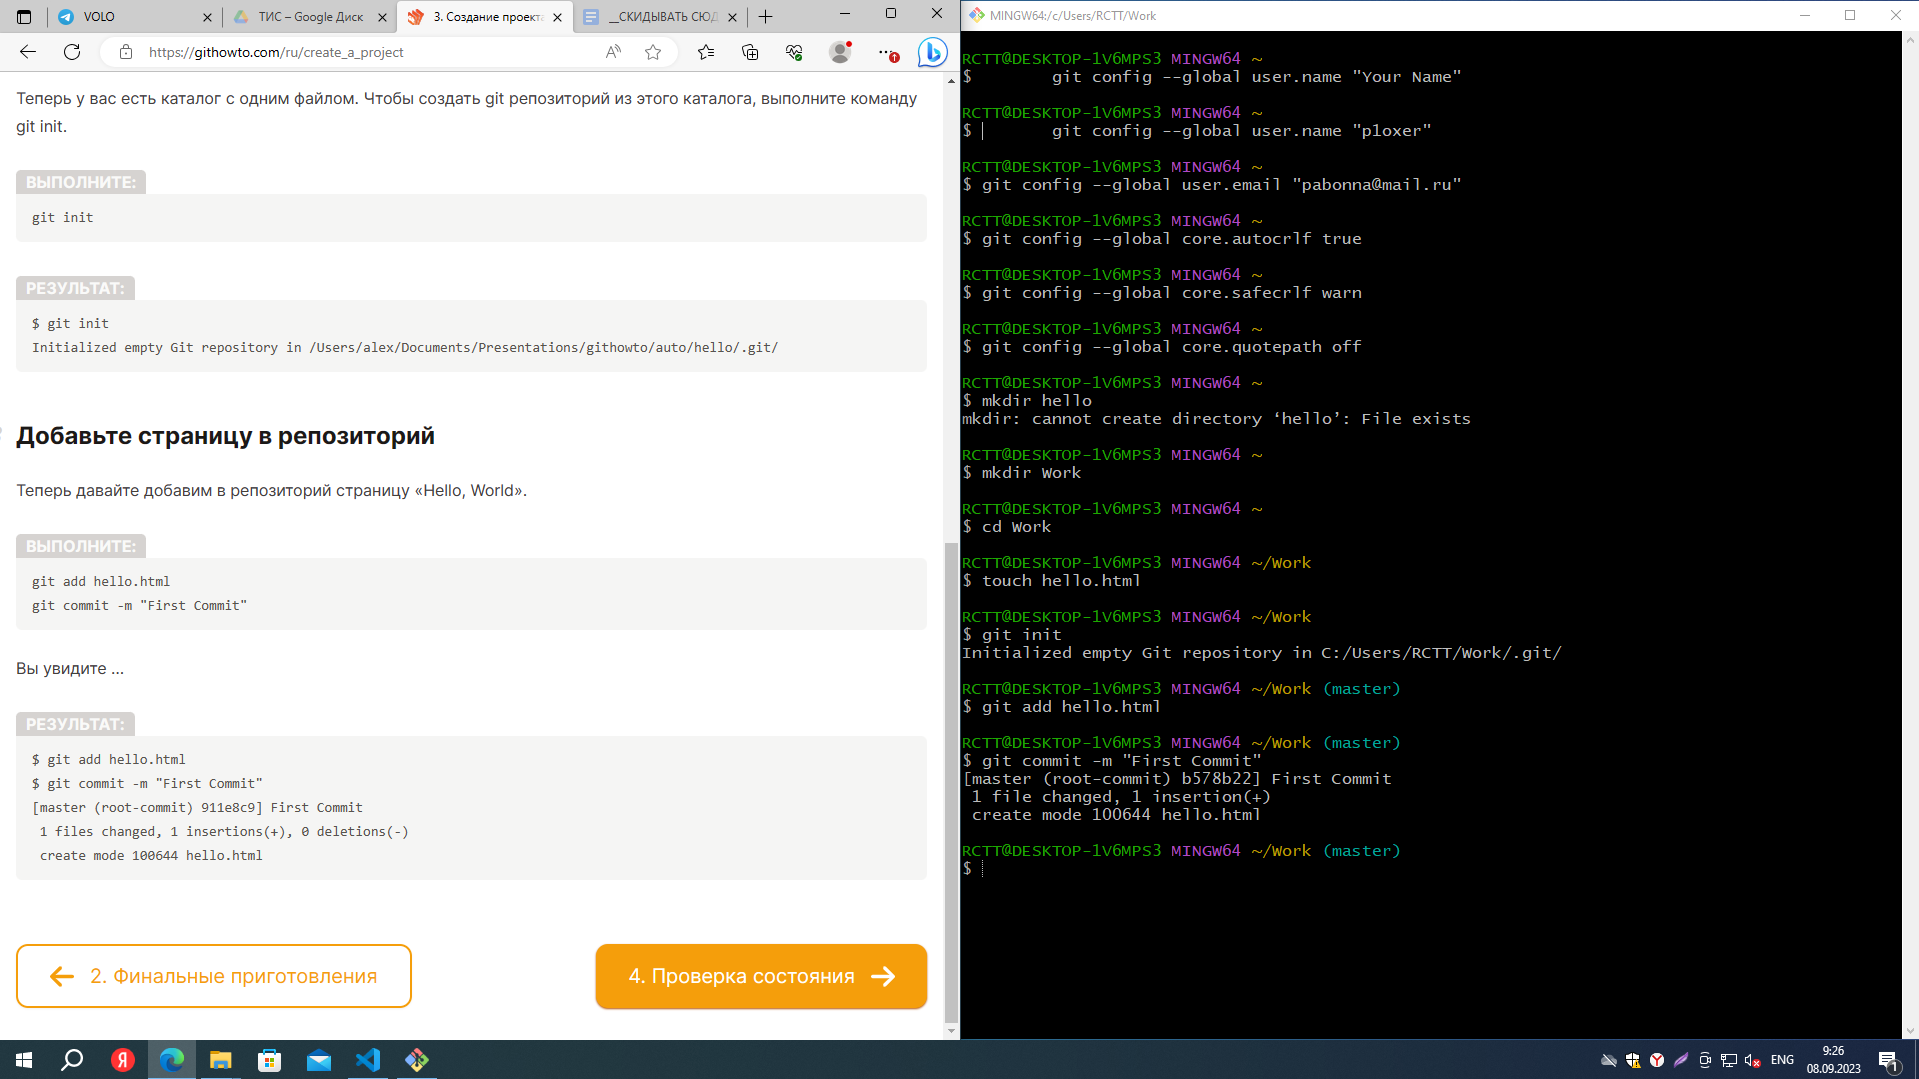 VOLO
ТИС – Google Диск
3. Создание проекта
__СКИДЫВАТЬ СЮД
https://githowto.com/ru/create_a_project
Теперь у вас есть каталог с одним файлом. Чтобы создать git репозиторий из этого каталога, выполните команду
git init.
ВЫПОЛНИТЕ:
git init
РЕЗУЛЬТАТ:
$ git init
Initialized empty Git repository in /Users/alex/Documents/Presentations/githowto/auto/hello/.git/
Добавьте страницу в репозиторий
Теперь давайте добавим в репозиторий страницу «Hello, World».
ВЫПОЛНИТЕ:
git add hello.html
git commit -m "First Commit"
Вы увидите ...
РЕЗУЛЬТАТ:
$ git add hello.html
$ git commit -m "First Commit"
[master (root-commit) 911e8c9] First Commit
1 files changed, 1 insertions(+), 0 deletions(-)
create mode 100644 hello.html
2. Финальные приготовления
4. Проверка состояния
MINGW64:/c/Users/RCTT/Work
RCTT@DESKTOP-1V6MPS3 MINGW64 ~
$ git config --global user.name "Your Name"
RCTT@DESKTOP-1V6MPS3 MINGW64 ~
$ git config --global user.name "p1oxer"
RCTT@DESKTOP-1V6MPS3 MINGW64 ~
$ git config --global user.email "pabonna@mail.ru"
RCTT@DESKTOP-1V6MPS3 MINGW64 ~
$ git config --global core.autocrlf true
RCTT@DESKTOP-1V6MPS3 MINGW64 ~
$ git config --global core.safecrlf warn
RCTT@DESKTOP-1V6MPS3 MINGW64 ~
$ git config --global core.quotepath off
RCTT@DESKTOP-1V6MPS3 MINGW64 ~
$ mkdir hello
mkdir: cannot create directory ‘hello’: File exists
RCTT@DESKTOP-1V6MPS3 MINGW64 ~
$ mkdir Work
RCTT@DESKTOP-1V6MPS3 MINGW64 ~
$ cd Work
RCTT@DESKTOP-1V6MPS3 MINGW64 ~/Work
$ touch hello.html
RCTT@DESKTOP-1V6MPS3 MINGW64 ~/Work
$ git init
Initialized empty Git repository in C:/Users/RCTT/Work/.git/
RCTT@DESKTOP-1V6MPS3 MINGW64 ~/Work (master)
$ git add hello.html
RCTT@DESKTOP-1V6MPS3 MINGW64 ~/Work (master)
$ git commit -m "First Commit"
[master (root-commit) b578b22] First Commit
1 file changed, 1 insertion(+)
create mode 100644 hello.html
RCTT@DESKTOP-1V6MPS3 MINGW64 ~/Work (master)
$
ENG
9:26
08.09.2023
1